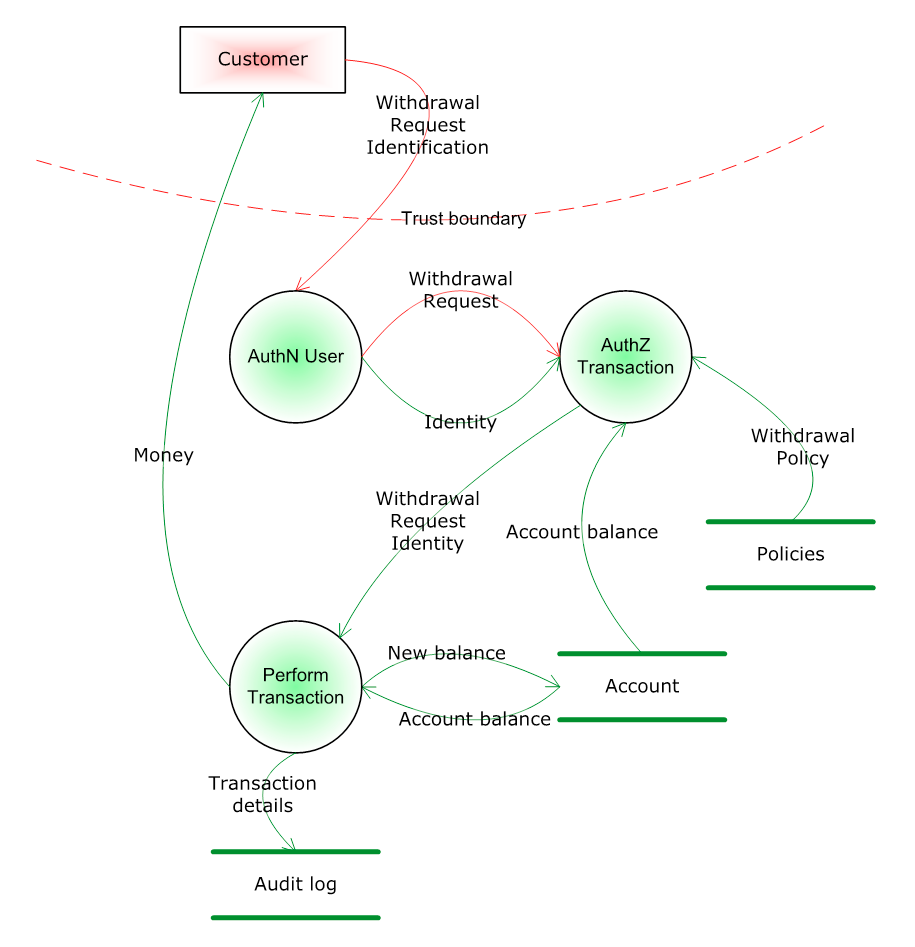 Customer
Withdrawal
Request
Identification
Trust boundary
Withdrawal
Request
AuthN User
AuthZ
Transaction
Identity
Withdrawal
Policy
Money
Withdrawal
Request
Identity
Account balance
Policies
New balance
Perform
Transaction
Account
Account balance
Transaction
details
Audit log